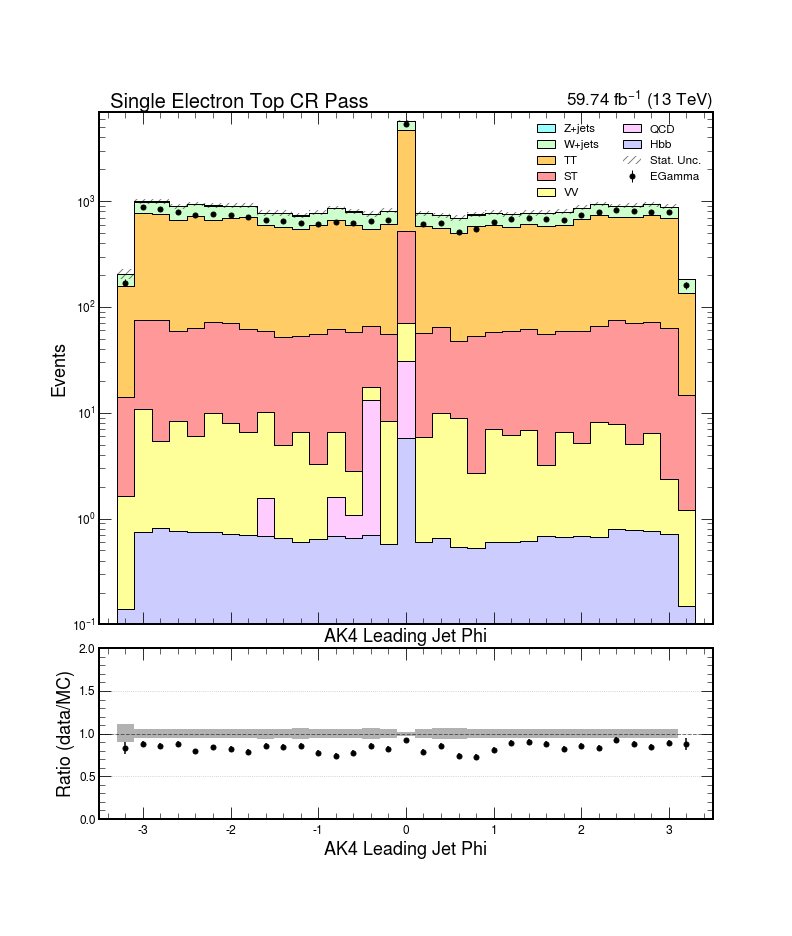 Single Electron Top CR Pass
59.74 fb⁻¹ (13 TeV)
Z+jets
W+jets
TT
ST
VV
QCD
Hbb
Stat. Unc.
EGamma
10³
10²
10¹
10⁰
10⁻¹
Events
AK4 Leading Jet Phi
2.0
1.5
1.0
0.5
0.0
Ratio (data/MC)
-3 -2 -1 0 1 2 3
AK4 Leading Jet Phi